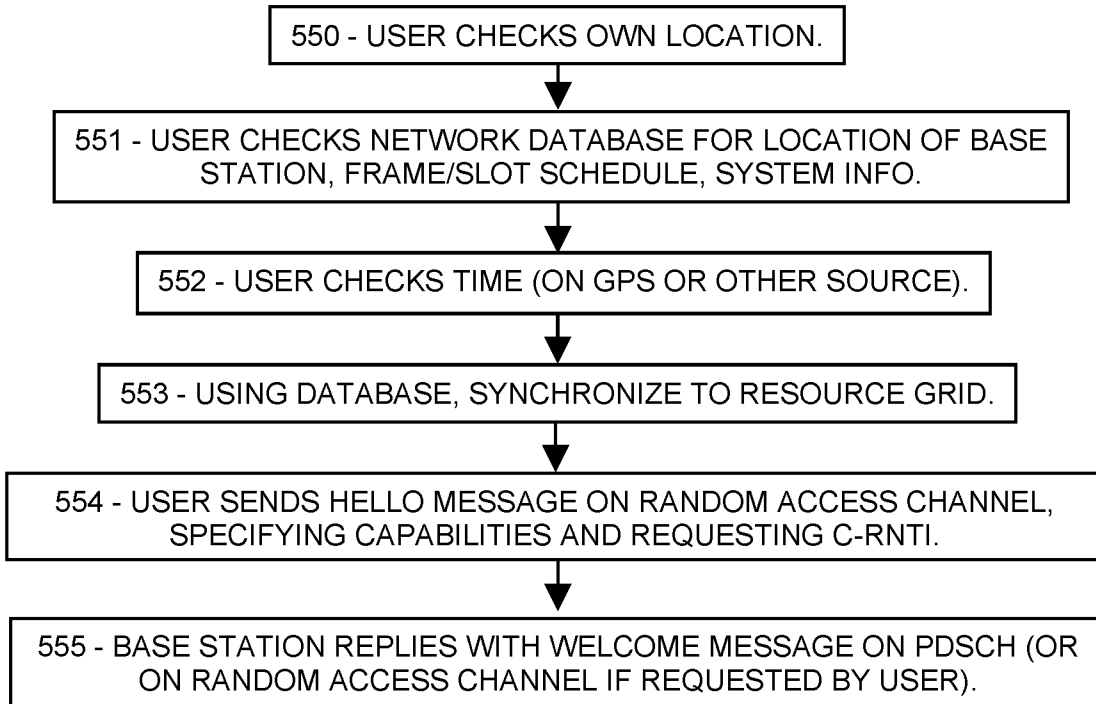 550 - USER CHECKS OWN LOCATION.
551 - USER CHECKS NETWORK DATABASE FOR LOCATION OF BASE
STATION, FRAME/SLOT SCHEDULE, SYSTEM INFO.
552 - USER CHECKS TIME (ON GPS OR OTHER SOURCE).
553 - USING DATABASE, SYNCHRONIZE TO RESOURCE GRID.
554 - USER SENDS HELLO MESSAGE ON RANDOM ACCESS CHANNEL,
SPECIFYING CAPABILITIES AND REQUESTING C-RNTI.
555 - BASE STATION REPLIES WITH WELCOME MESSAGE ON PDSCH (OR
ON RANDOM ACCESS CHANNEL IF REQUESTED BY USER).